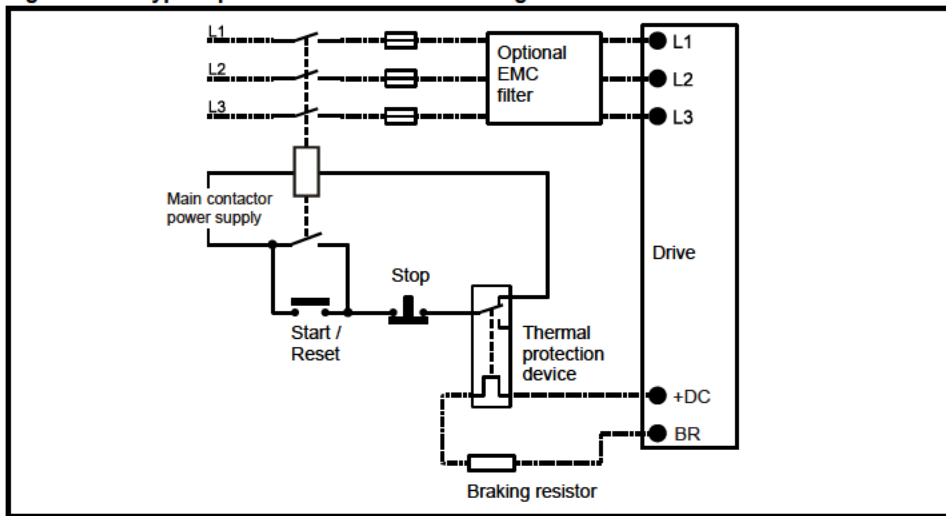 L1
L2
L3
Optional
EMC
filter
L1
L2
L3
Main contactor
power supply
Drive
Stop
Start /
Reset
Thermal
protection
device
+DC
BR
Braking resistor